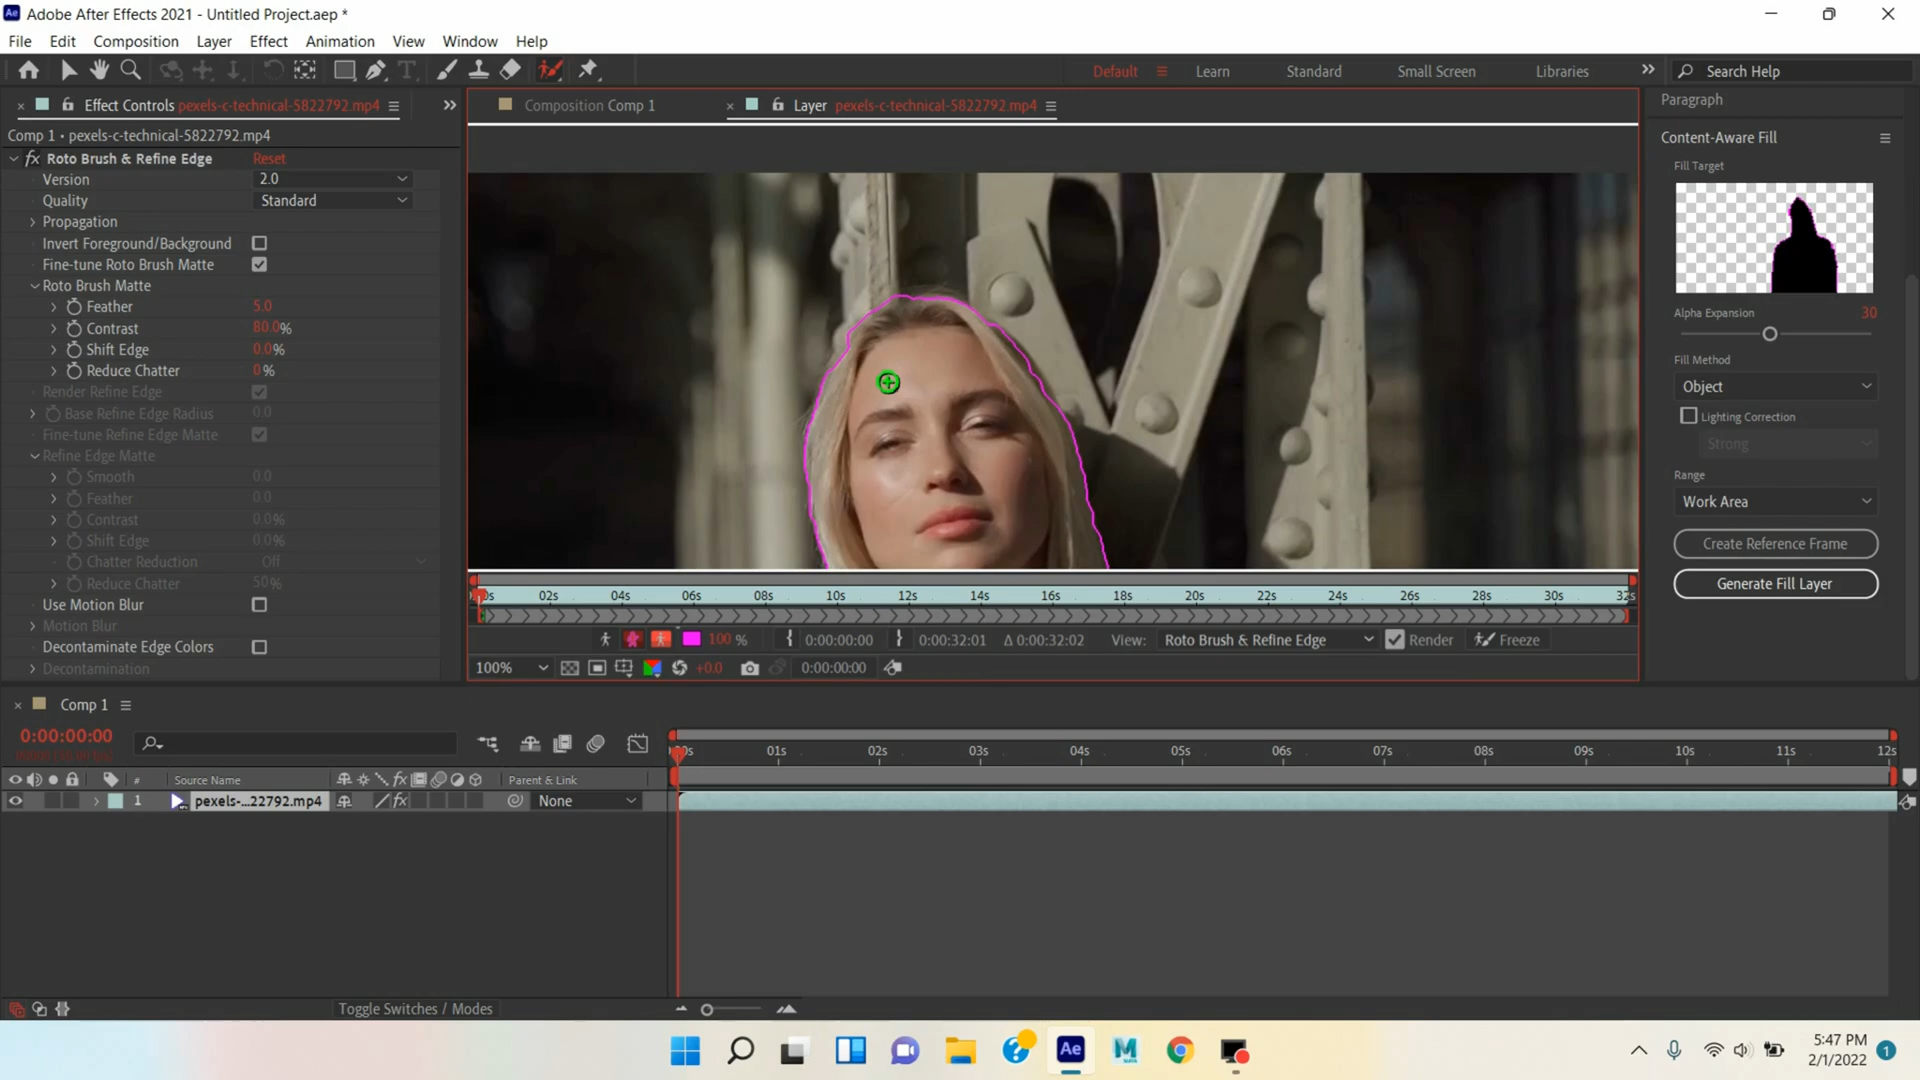 Ae Adobe After Effects 2021 - Untitled Project.aep *
File Edit Composition Layer Effect Animation View Window Help
Default Learn Standard Small Screen Libraries Search Help
Effect Controls pexels-c-technical-5822792.mp4
Composition Comp 1
Layer pexels-c-technical-5822792.mp4
Comp 1 • pexels-c-technical-5822792.mp4
fx Roto Brush & Refine Edge Reset
Version 2.0
Quality Standard
Propagation
Invert Foreground/Background
Fine-tune Roto Brush Matte
Roto Brush Matte
Feather 5.0
Contrast 80.0%
Shift Edge 0.0%
Reduce Chatter 0%
Render Refine Edge
Base Refine Edge Radius 0.0
Fine-tune Refine Edge Matte
Refine Edge Matte
Smooth 0.0
Feather 0.0
Contrast 0.0%
Shift Edge 0.0%
Chatter Reduction Off
Reduce Chatter 50%
Use Motion Blur
Motion Blur
Decontaminate Edge Colors
Decontamination
02s 04s 06s 08s 10s 12s 14s 16s 18s 20s 22s 24s 26s 28s 30s 32s
100 % 0:00:00:00 0:00:32:01 Δ 0:00:32:02 View: Roto Brush & Refine Edge Render Freeze
100% +0.0 0:00:00:00
Paragraph
Content-Aware Fill
Fill Target
Alpha Expansion 30
Fill Method
Object
Lighting Correction
Strong
Range
Work Area
Create Reference Frame
Generate Fill Layer
Comp 1
0:00:00:00
01s 02s 03s 04s 05s 06s 07s 08s 09s 10s 11s 12s
# Source Name fx Parent & Link
1 pexels-...22792.mp4 fx None
Toggle Switches / Modes
Ae
5:47 PM
2/1/2022 1